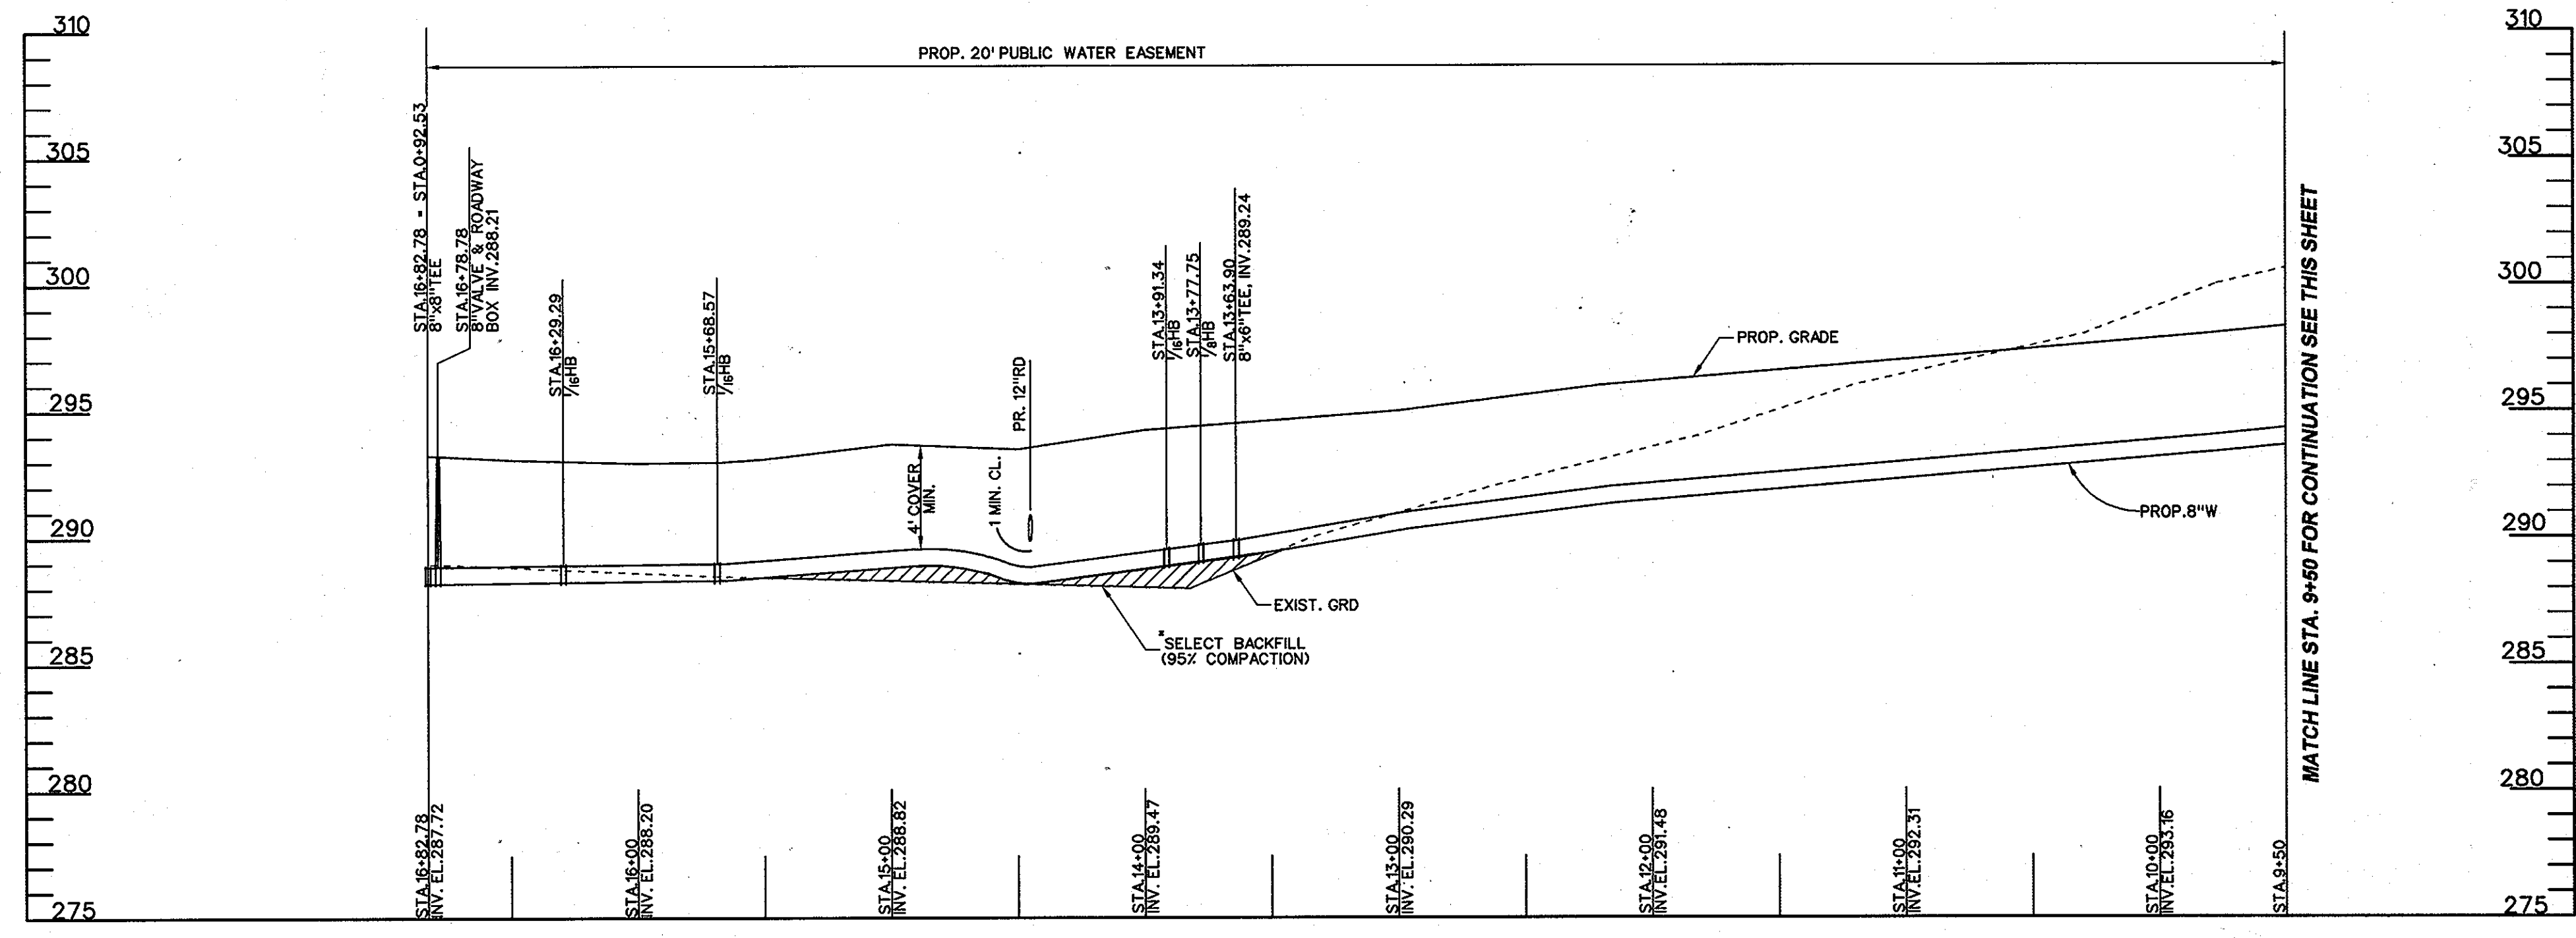 310
305
300
295
290
285
280
275
PROP. 20' PUBLIC WATER EASEMENT
STA.16+82.78 = STA.0+92.53
8"x8"TEE
STA.16+78.78
8"VALVE & ROADWAY
BOX INV.288.21
STA.16+29.29
1/16HB
STA.15+68.57
1/16HB
4' COVER
MIN.
1 MIN. CL.
PR. 12"RD
STA.13+91.34
1/16HB
STA.13+77.75
1/8HB
STA.13+63.90
8"x6"TEE, INV.289.24
PROP. GRADE
PROP.8"W
EXIST. GRD
*SELECT BACKFILL
(95% COMPACTION)
STA.16+82.78
INV. EL.287.72
STA.16+00
INV. EL.288.20
STA.15+00
INV. EL.288.82
STA.14+00
INV. EL.289.47
STA.13+00
INV. EL.290.29
STA.12+00
INV.EL.291.48
STA.11+00
INV.EL.292.31
STA.10+00
INV.EL.293.16
STA.9+50
MATCH LINE STA. 9+50 FOR CONTINUATION SEE THIS SHEET
310
305
300
295
290
285
280
275